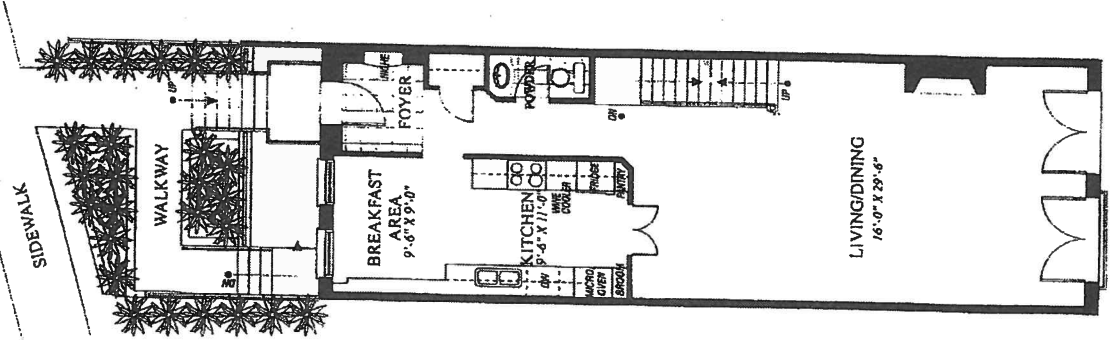 SIDEWALK
WALKWAY
UP
DN
NICHE
FOYER
POWDER
DN
UP
BREAKFAST
AREA
9'-6" X 9'-0"
KITCHEN
9'-6" X 11'-0"
WINE
COOLER
FRIDGE
PANTRY
MICRO
OVEN
BROOM
LIVING/DINING
16'-0" X 29'-6"